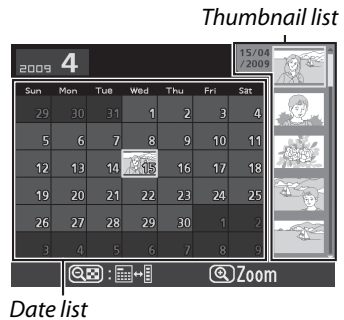 Thumbnail list
2009 4
15/04
/2009
Sun Mon Tue Wed Thu Fri Sat
29 30 31 1 2 3 4
5 6 7 8 9 10 11
12 13 14 15 16 17 18
19 20 21 22 23 24 25
26 27 28 29 30 1 2
3 4 5 6 7 8 9
: Zoom
Date list